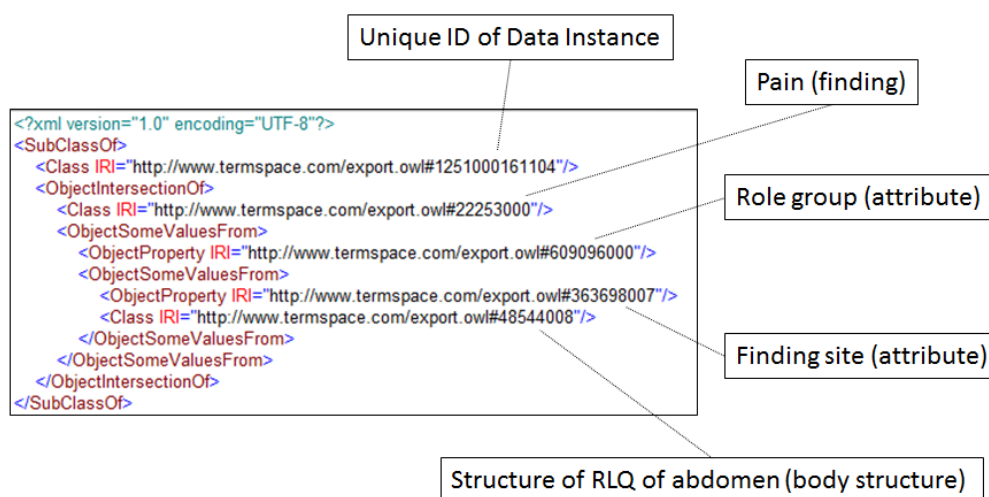 Unique ID of Data Instance
Pain (finding)
<?xml version="1.0" encoding="UTF-8"?>
<SubClassOf>
<Class IRI="http://www.termspace.com/export.owl#1251000161104"/>
<ObjectIntersectionOf>
<Class IRI="http://www.termspace.com/export.owl#22253000"/>
<ObjectSomeValuesFrom>
<ObjectProperty IRI="http://www.termspace.com/export.owl#609096000"/>
<ObjectSomeValuesFrom>
<ObjectProperty IRI="http://www.termspace.com/export.owl#363698007"/>
<Class IRI="http://www.termspace.com/export.owl#48544008"/>
</ObjectSomeValuesFrom>
</ObjectSomeValuesFrom>
</ObjectIntersectionOf>
</SubClassOf>
Role group (attribute)
Finding site (attribute)
Structure of RLQ of abdomen (body structure)